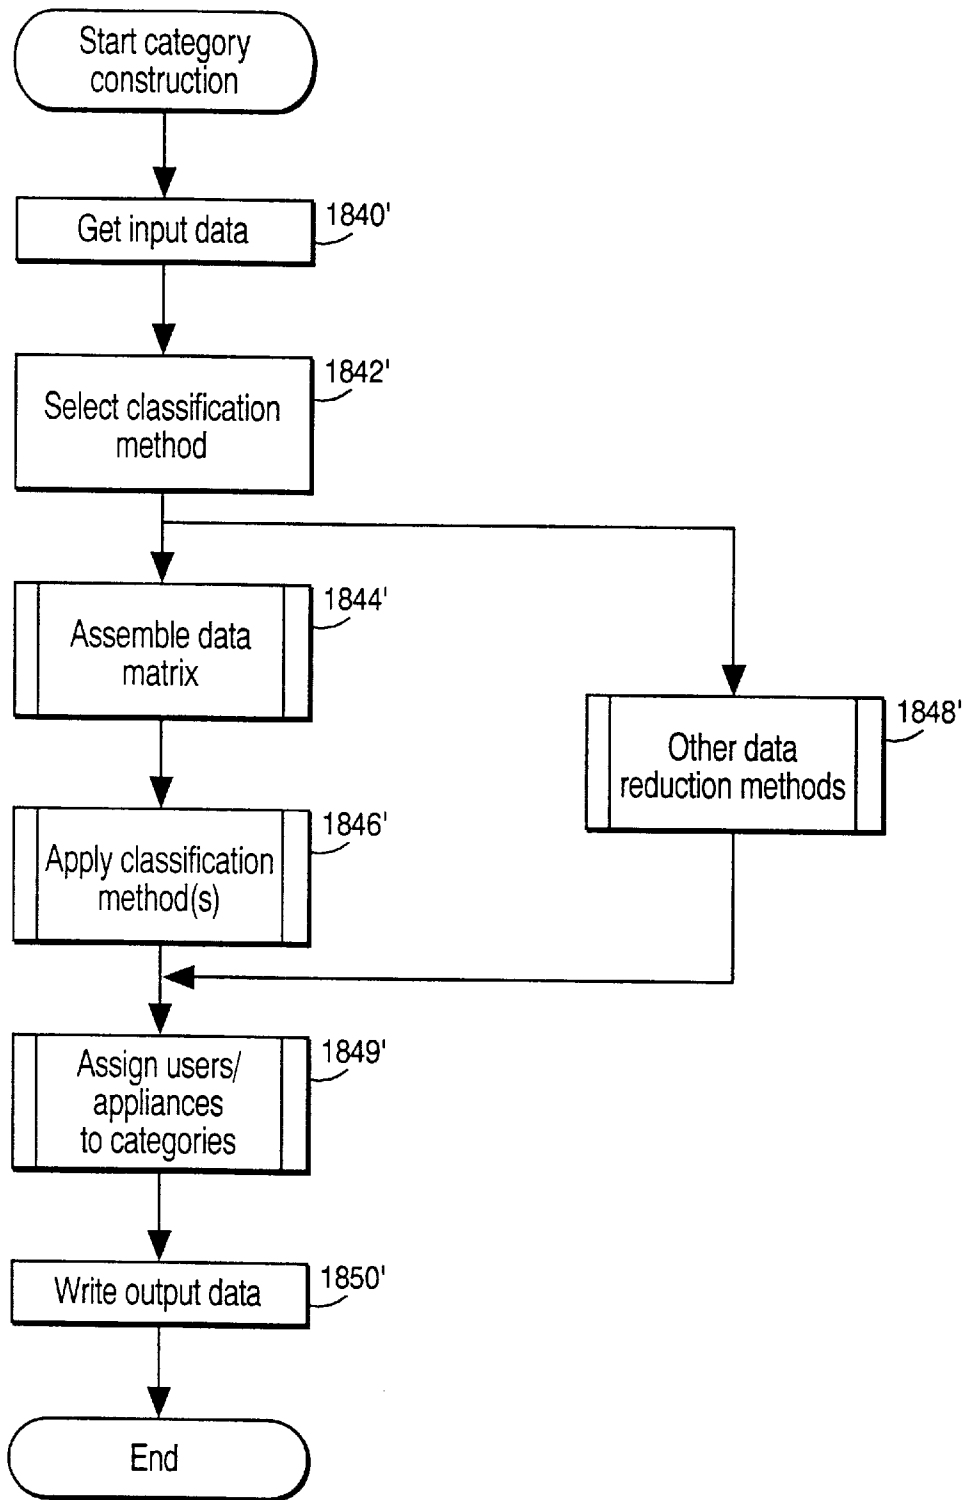 Start category
construction
Get input data
1840'
Select classification
method
1842'
Assemble data
matrix
1844'
Other data
reduction methods
1848'
Apply classification
method(s)
1846'
Assign users/
appliances
to categories
1849'
Write output data
1850'
End